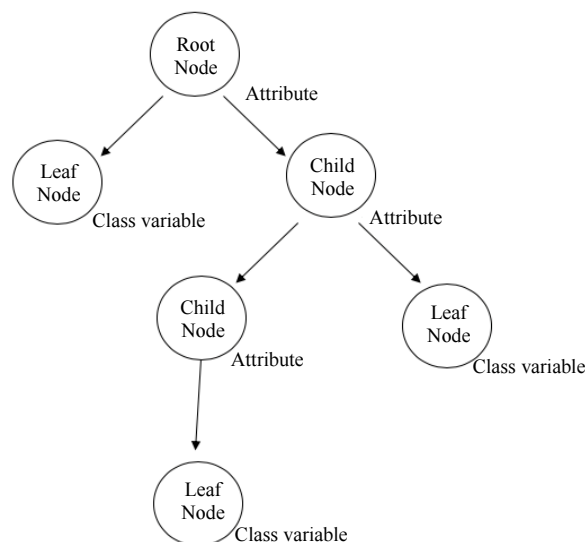 Root
Node
Attribute
Leaf
Node
Class variable
Child
Node
Attribute
Child
Node
Attribute
Leaf
Node
Class variable
Leaf
Node
Class variable